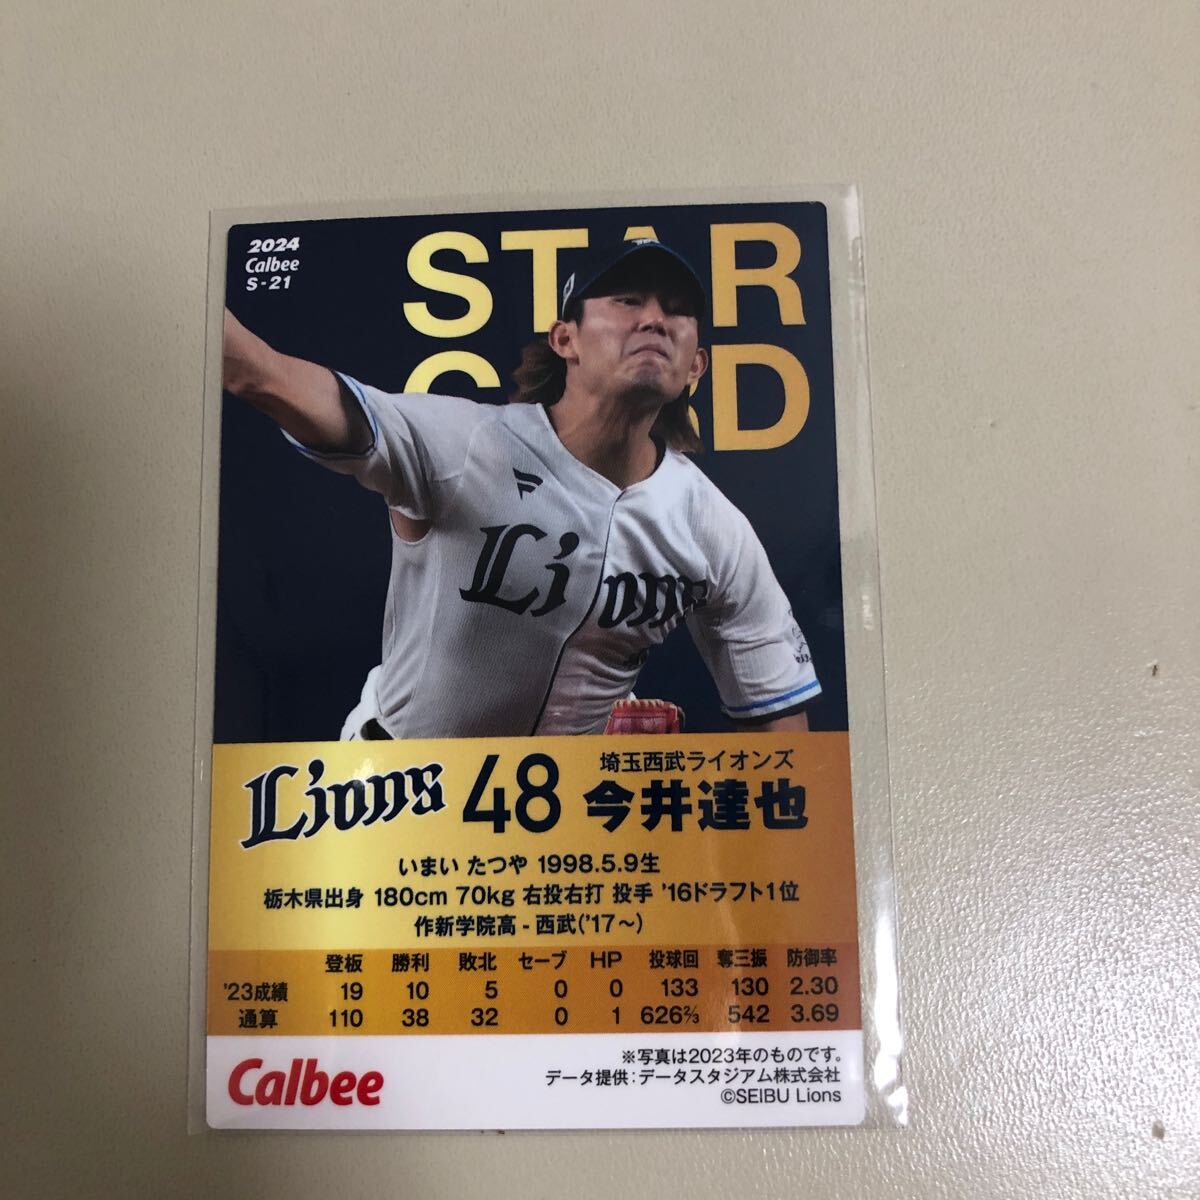 2024
Calbee
S-21
STAR
CARD
Lions
Lions 48 埼玉西武ライオンズ
今井達也
いまい たつや 1998.5.9生
栃木県出身 180cm 70kg 右投右打 投手 '16ドラフト1位
作新学院高 - 西武('17〜)
登板 勝利 敗北 セーブ HP 投球回 奪三振 防御率
'23成績 19 10 5 0 0 133 130 2.30
通算 110 38 32 0 1 626⅔ 542 3.69
Calbee
※写真は2023年のものです。
データ提供：データスタジアム株式会社
©SEIBU Lions